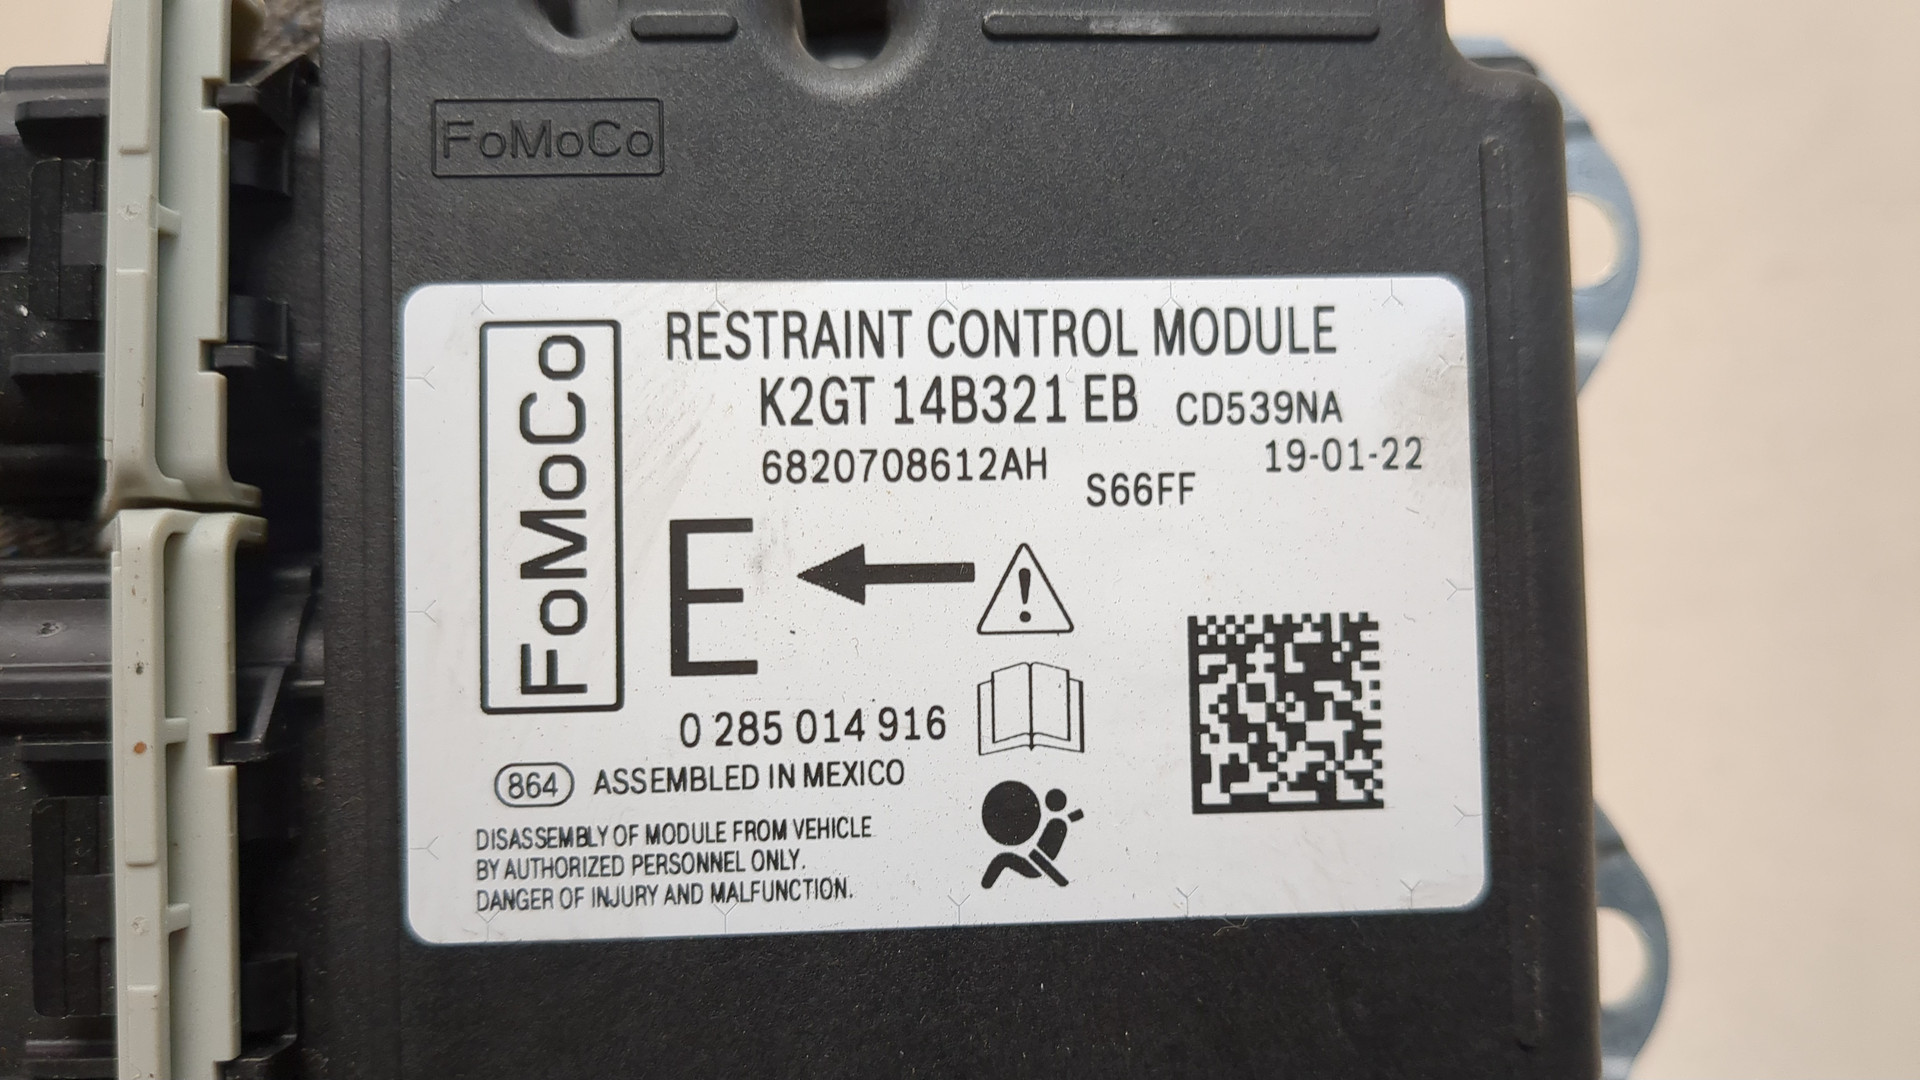 FoMoCo
FoMoCo
RESTRAINT CONTROL MODULE
K2GT 14B321 EB CD539NA
6820708612AH S66FF 19-01-22
E
0 285 014 916
864 ASSEMBLED IN MEXICO
DISASSEMBLY OF MODULE FROM VEHICLE
BY AUTHORIZED PERSONNEL ONLY.
DANGER OF INJURY AND MALFUNCTION.